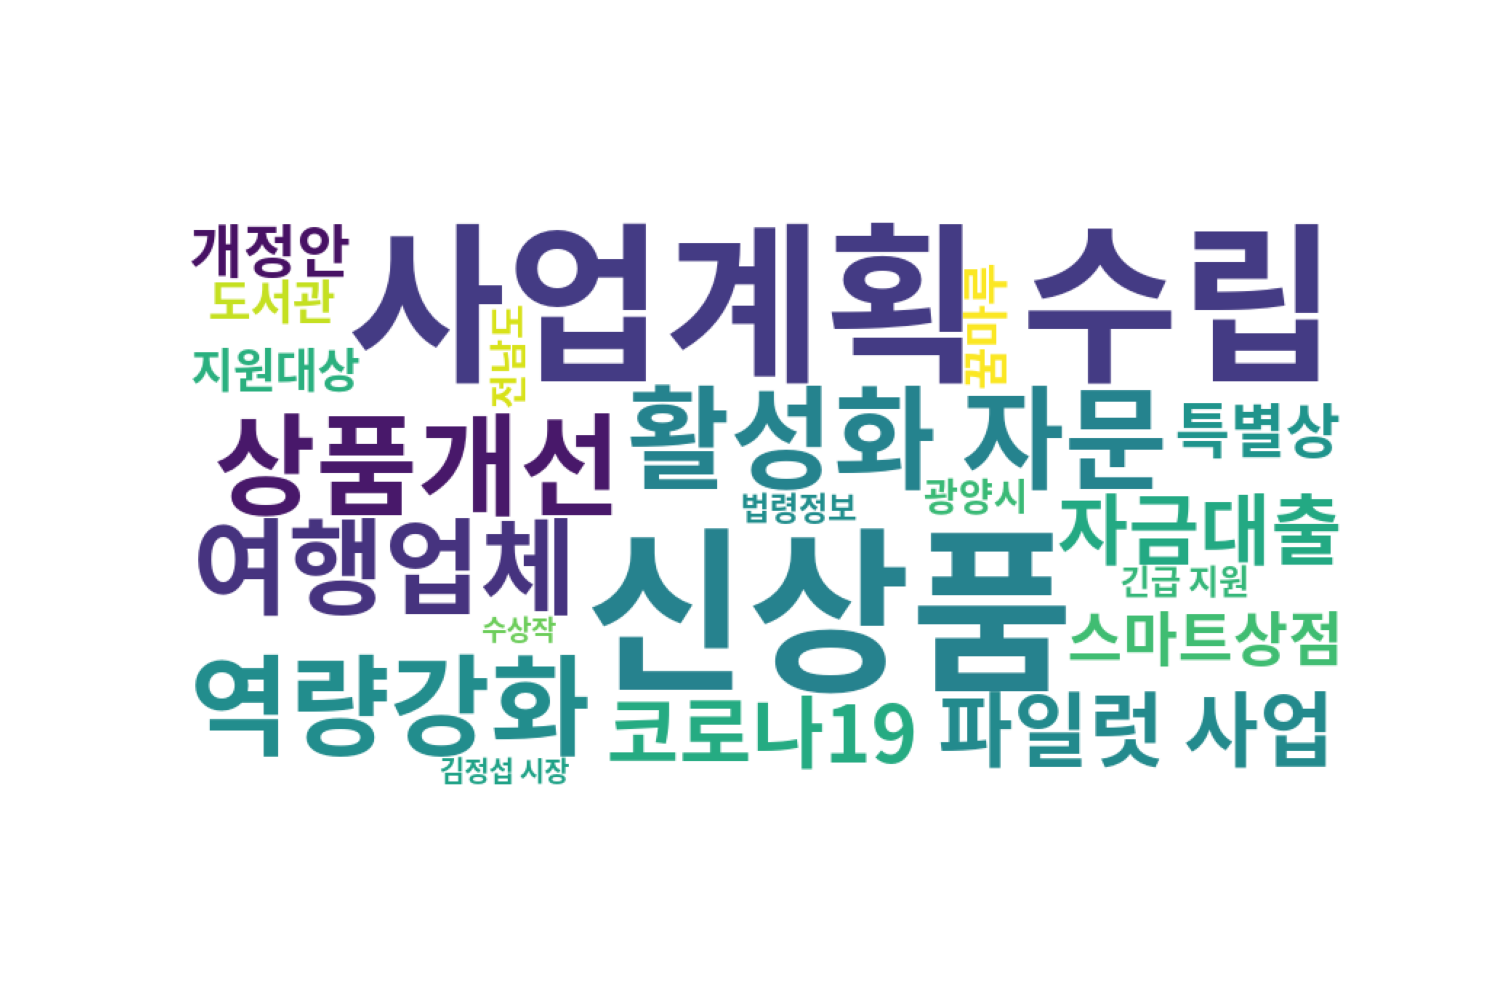 개정안
사업계획 수립
도서관
전남도
꿈마루
지원대상
상품개선
활성화 자문
특별상
법령정보
광양시
자금대출
여행업체
신상품
긴급 지원
수상작
스마트상점
역량강화
코로나19
파일럿 사업
김정섭 시장